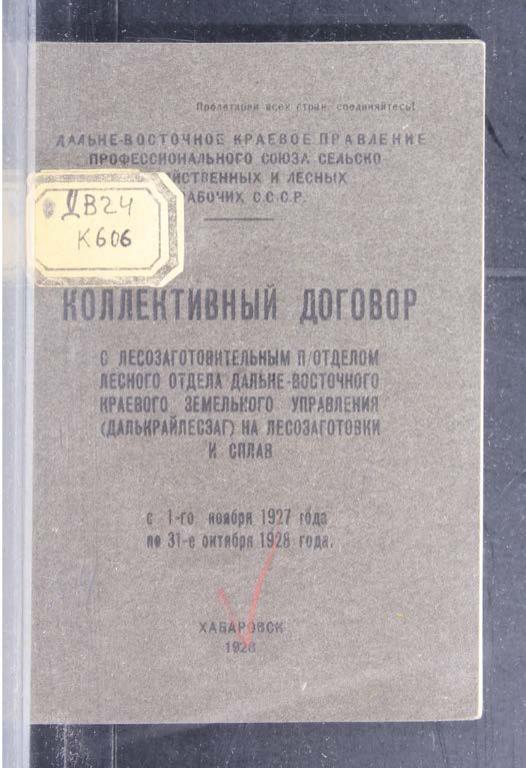 Пролетарии всех стран, соединяйтесь!
ДАЛЬНЕ-ВОСТОЧНОЕ КРАЕВОЕ ПРАВЛЕНИЕ
ПРОФЕССИОНАЛЬНОГО СОЮЗА СЕЛЬСКО
ЙСТВЕННЫХ И ЛЕСНЫХ
АБОЧИХ С.С.С.Р.
ДВ24
К606
КОЛЛЕКТИВНЫЙ ДОГОВОР
С ЛЕСОЗАГОТОВИТЕЛЬНЫМ П/ОТДЕЛОМ
ЛЕСНОГО ОТДЕЛА ДАЛЬНЕ-ВОСТОЧНОГО
КРАЕВОГО ЗЕМЕЛЬКОГО УПРАВЛЕНИЯ
(ДАЛЬКРАЙЛЕСЗАГ) НА ЛЕСОЗАГОТОВКИ
И СПЛАВ
с 1-го ноября 1927 года
по 31-е октября 1928 года.
ХАБАРОВСК
1928